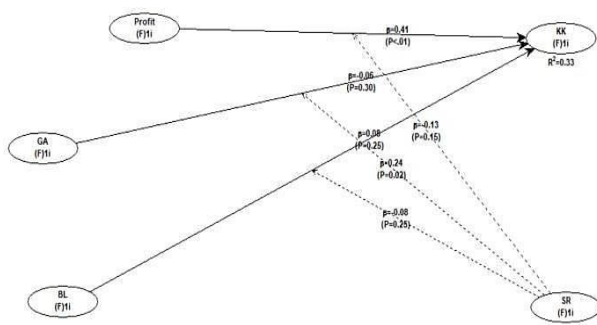 Profit
(F)1i
KK
(F)1i
R²=0.33
β=0.41
(P<.01)
β=-0.06
(P=0.30)
GA
(F)1i
β=0.08
(P=0.25)
β=-0.13
(P=0.15)
β=0.24
(P=0.02)
β=-0.08
(P=0.25)
BL
(F)1i
SR
(F)1i